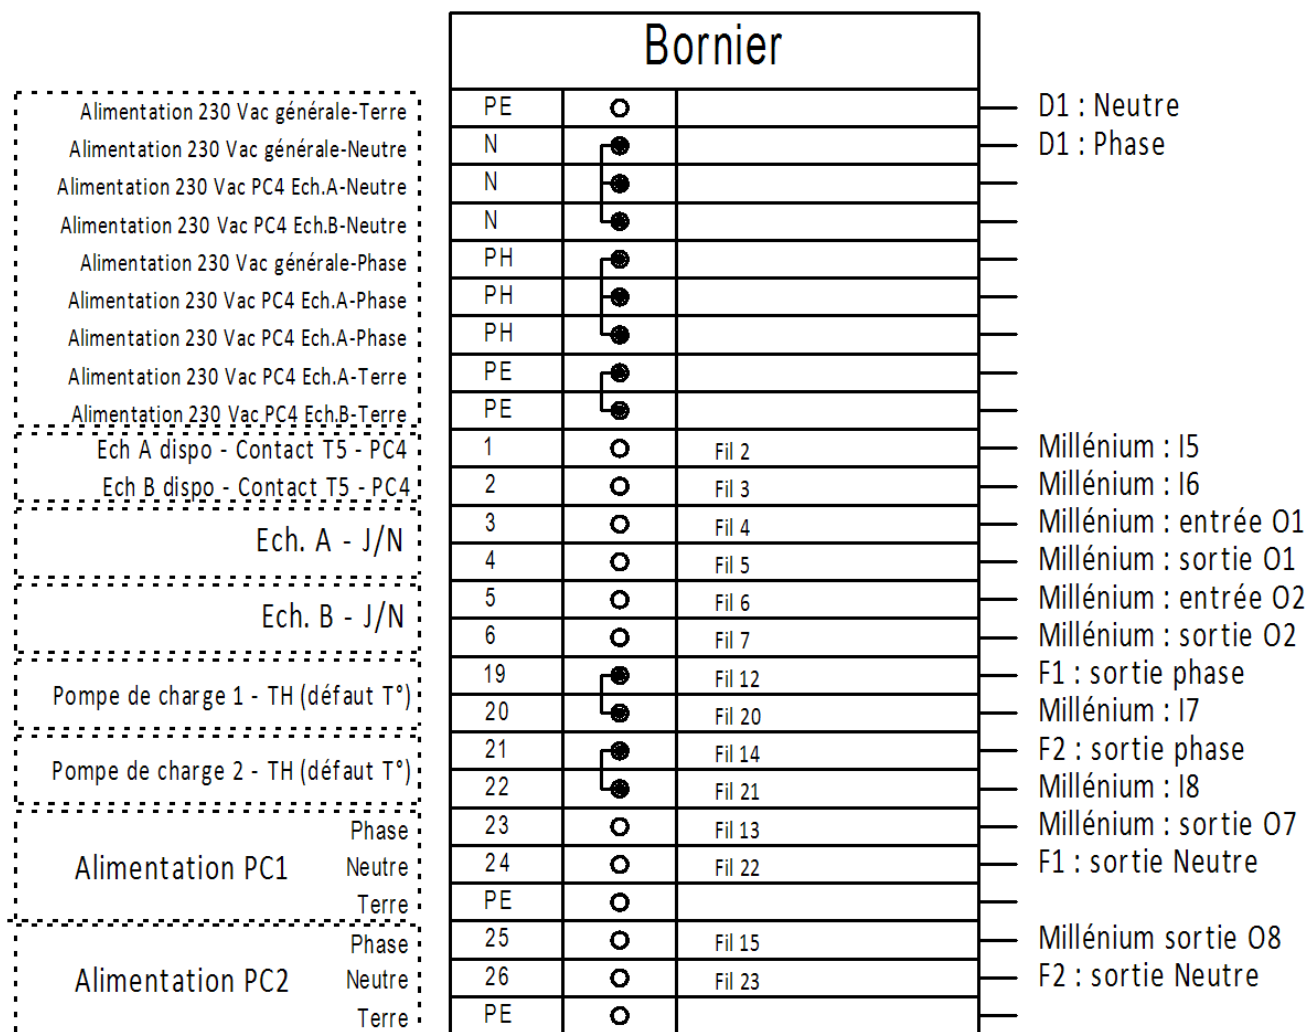 Bornier
Alimentation 230 Vac générale-Terre PE D1 : Neutre
Alimentation 230 Vac générale-Neutre N D1 : Phase
Alimentation 230 Vac PC4 Ech.A-Neutre N
Alimentation 230 Vac PC4 Ech.B-Neutre N
Alimentation 230 Vac générale-Phase PH
Alimentation 230 Vac PC4 Ech.A-Phase PH
Alimentation 230 Vac PC4 Ech.A-Phase PH
Alimentation 230 Vac PC4 Ech.A-Terre PE
Alimentation 230 Vac PC4 Ech.B-Terre PE
Ech A dispo - Contact T5 - PC4 1 Fil 2 Millénium : I5
Ech B dispo - Contact T5 - PC4 2 Fil 3 Millénium : I6
Ech. A - J/N 3 Fil 4 Millénium : entrée O1
4 Fil 5 Millénium : sortie O1
Ech. B - J/N 5 Fil 6 Millénium : entrée O2
6 Fil 7 Millénium : sortie O2
Pompe de charge 1 - TH (défaut T°) 19 Fil 12 F1 : sortie phase
20 Fil 20 Millénium : I7
Pompe de charge 2 - TH (défaut T°) 21 Fil 14 F2 : sortie phase
22 Fil 21 Millénium : I8
Phase 23 Fil 13 Millénium : sortie O7
Alimentation PC1 Neutre 24 Fil 22 F1 : sortie Neutre
Terre PE
Phase 25 Fil 15 Millénium sortie O8
Alimentation PC2 Neutre 26 Fil 23 F2 : sortie Neutre
Terre PE